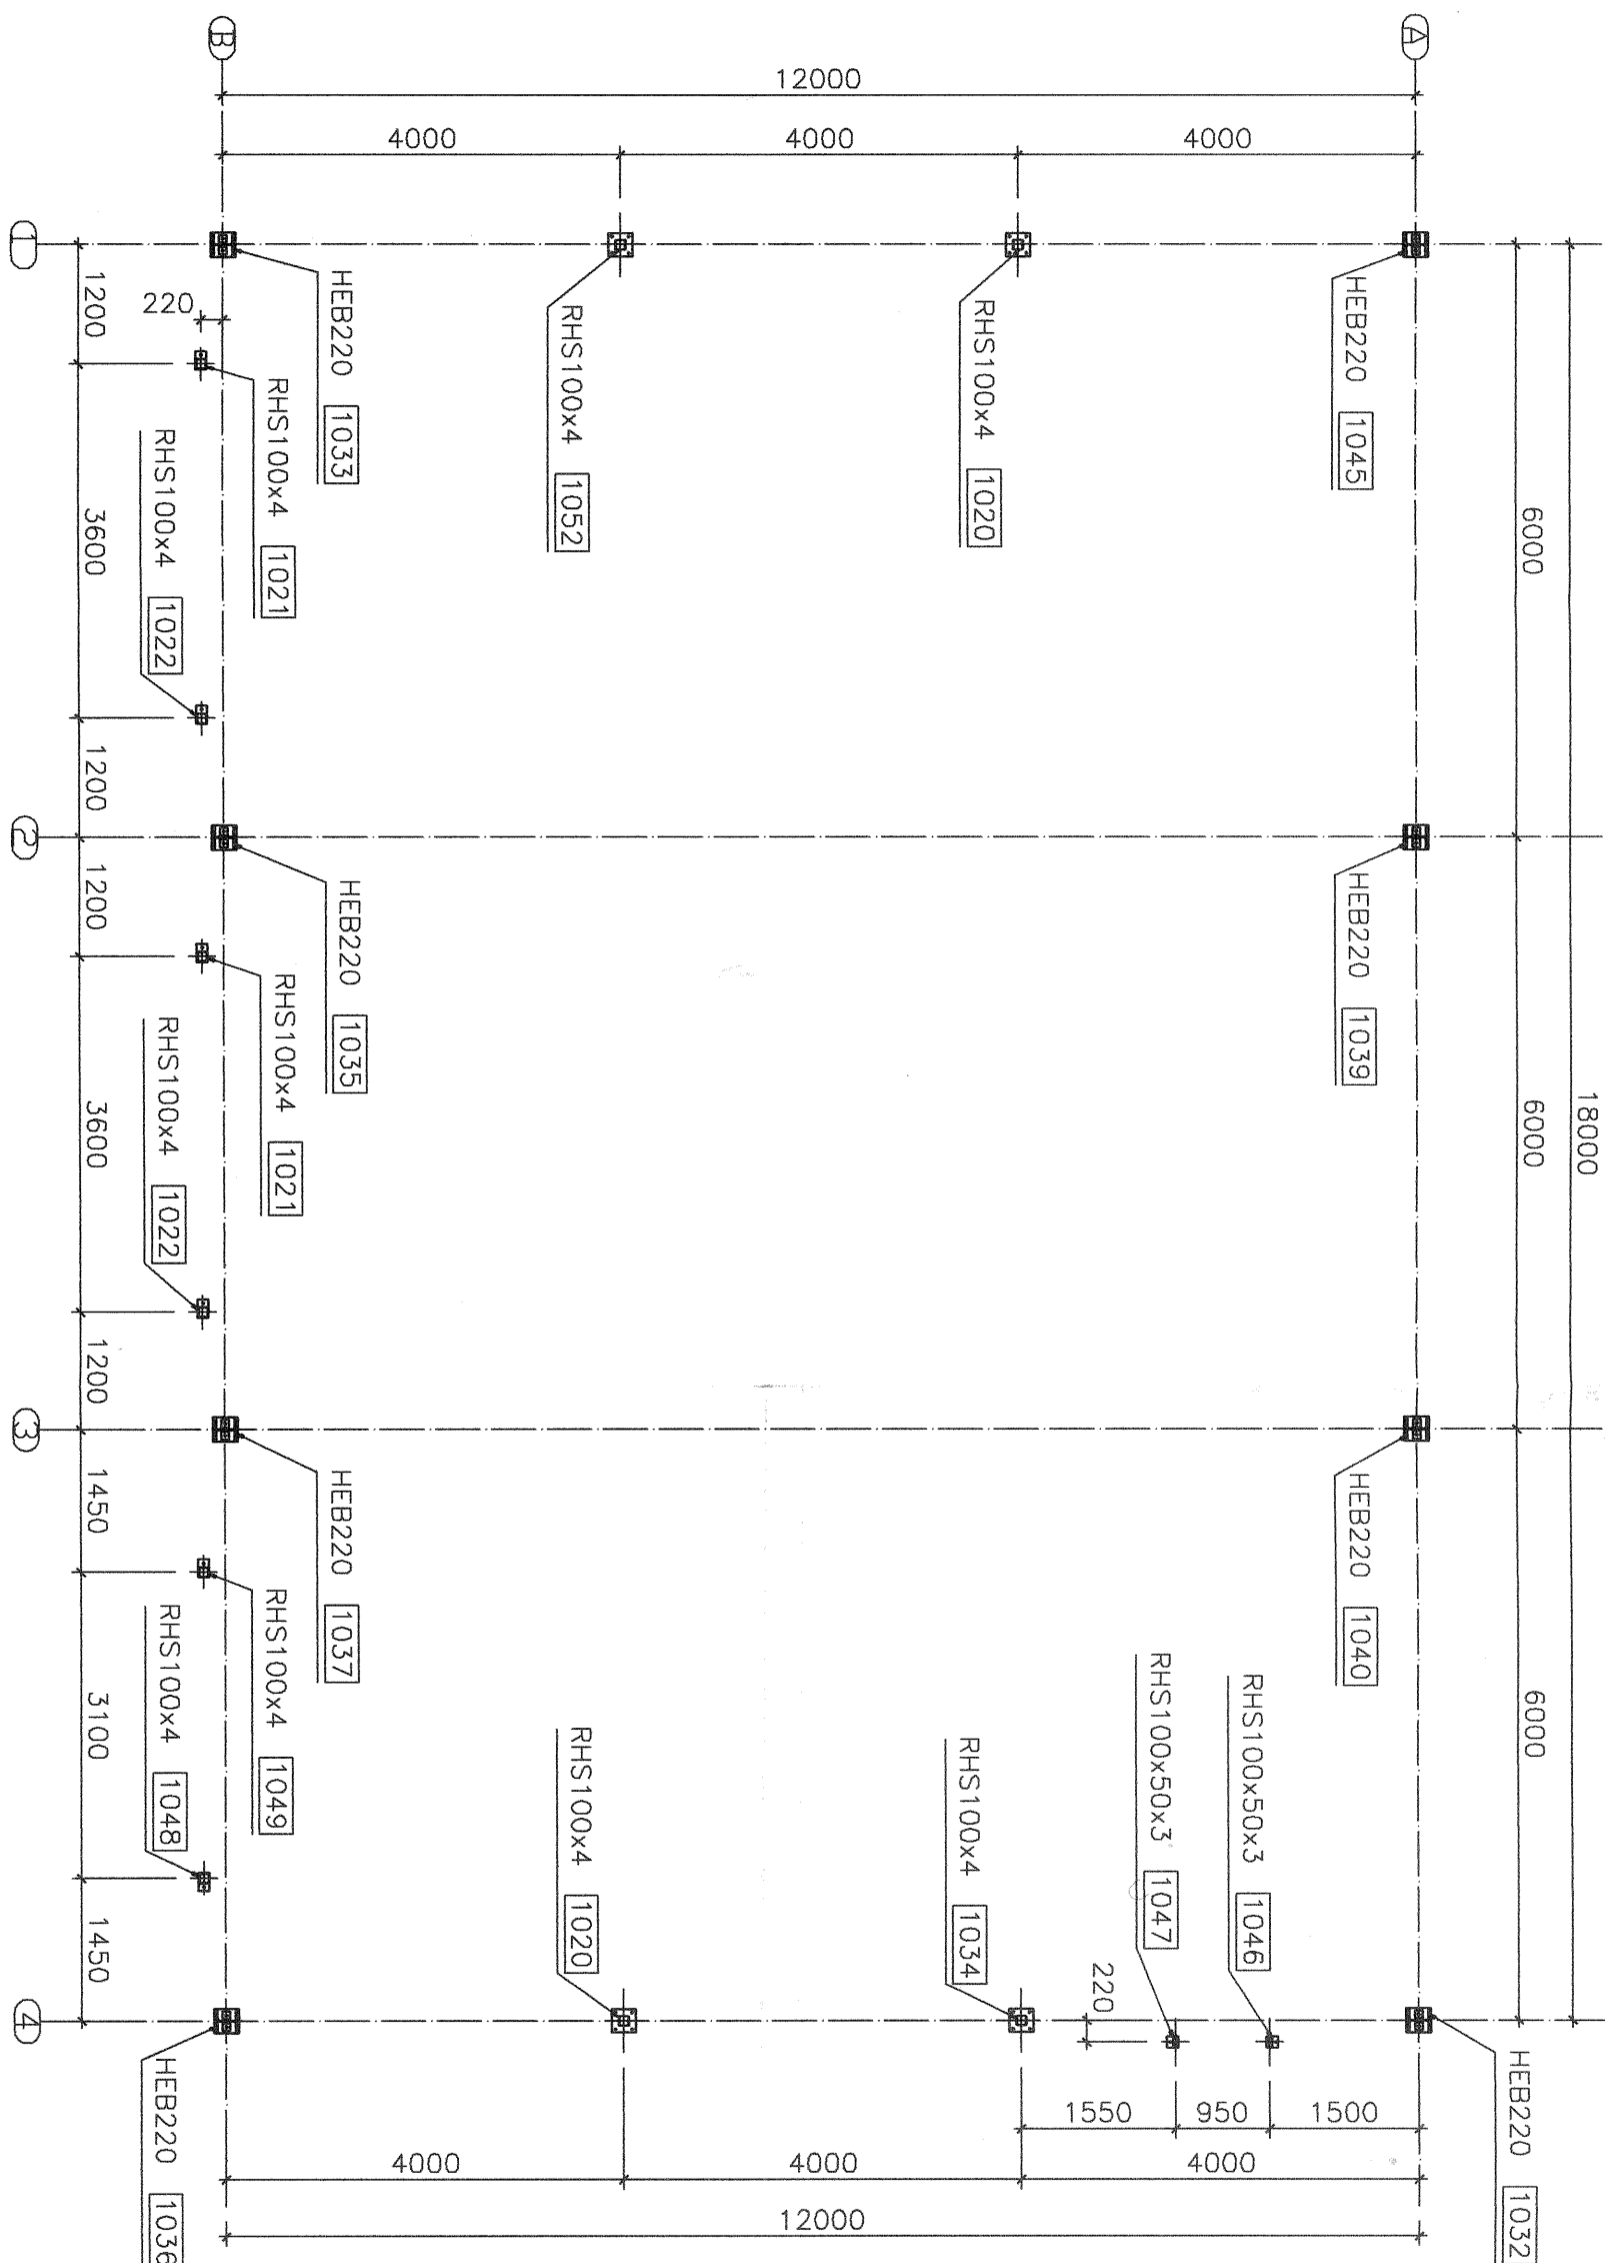 B
A
12000
4000
4000
4000
1
HEB220 1033
RHS100x4 1052
RHS100x4 1020
HEB220 1045
1200
220
RHS100x4 1021
RHS100x4 1022
3600
6000
18000
1200
2
HEB220 1035
HEB220 1039
1200
RHS100x4 1021
RHS100x4 1022
3600
6000
1200
3
HEB220 1037
HEB220 1040
1450
RHS100x4 1049
RHS100x4 1048
3100
6000
RHS100x4 1020
RHS100x4 1034
RHS100x50x3 1047
RHS100x50x3 1046
220
1450
4
HEB220 1036
HEB220 1032
1550
950
1500
4000
4000
4000
12000